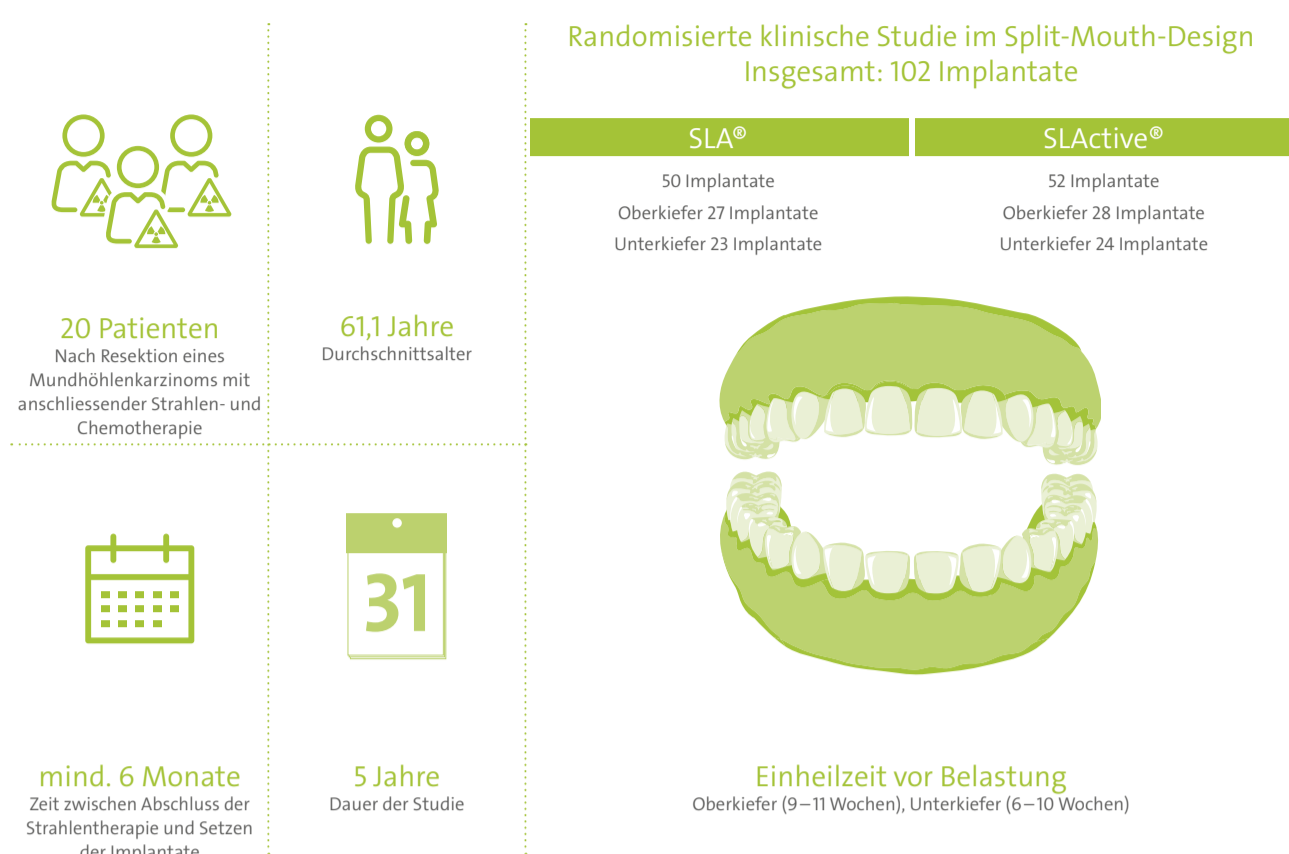 Randomisierte klinische Studie im Split-Mouth-Design
Insgesamt: 102 Implantate
SLA®
SLActive®
50 Implantate
Oberkiefer 27 Implantate
Unterkiefer 23 Implantate
52 Implantate
Oberkiefer 28 Implantate
Unterkiefer 24 Implantate
20 Patienten
Nach Resektion eines
Mundhöhlenkarzinoms mit
anschliessender Strahlen- und
Chemotherapie
61,1 Jahre
Durchschnittsalter
31
mind. 6 Monate
Zeit zwischen Abschluss der
Strahlentherapie und Setzen
der Implantate
5 Jahre
Dauer der Studie
Einheilzeit vor Belastung
Oberkiefer (9–11 Wochen), Unterkiefer (6–10 Wochen)